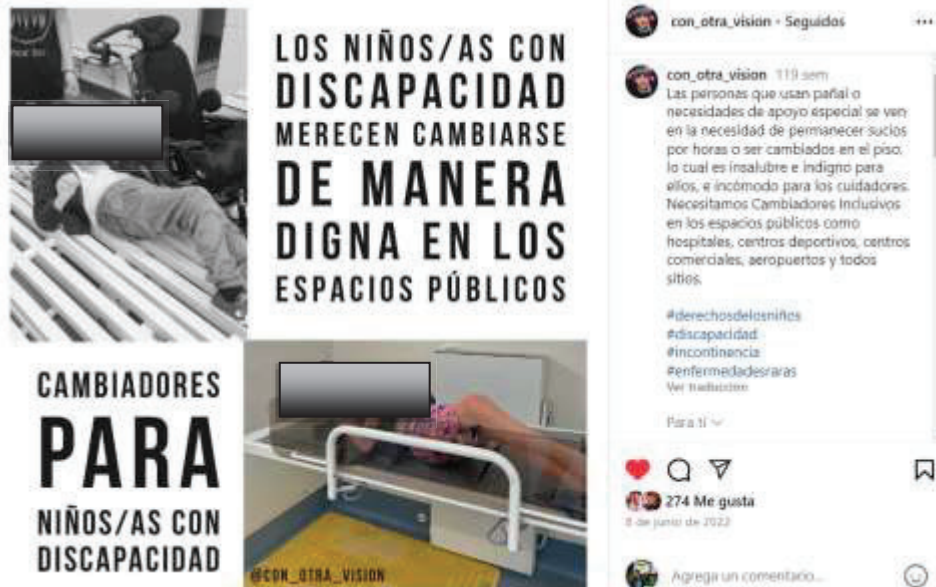 LOS NIÑOS/AS CON
DISCAPACIDAD
MERECEN CAMBIARSE
DE MANERA
DIGNA EN LOS
ESPACIOS PÚBLICOS
CAMBIADORES
PARA
NIÑOS/AS CON
DISCAPACIDAD
@CON_OTRA_VISION
con_otra_vision • Seguidos
con_otra_vision 119 sem
Las personas que usan pañal o
necesidades de apoyo especial se ven
en la necesidad de permanecer sucios
por horas o ser cambiados en el piso,
lo cual es insalubre e indigno para
ellos, e incómodo para los cuidadores.
Necesitamos Cambiadores Inclusivos
en los espacios públicos como
hospitales, centros deportivos, centros
comerciales, aeropuertos y todos
sitios.
#derechosdelosniños
#discapacidad
#incontinencia
#enfermedadesraras
Ver traducción
Para ti
274 Me gusta
8 de junio de 2022
Agrega un comentario...